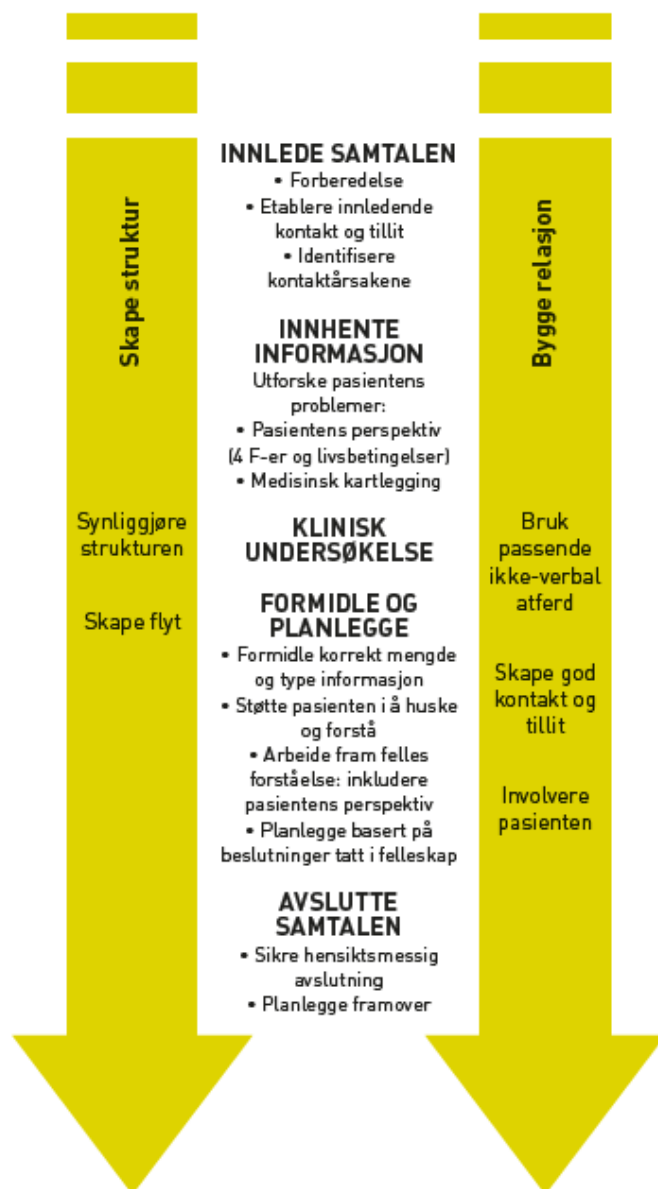 Skape struktur
Synliggjøre
strukturen
Skape flyt
INNLEDE SAMTALEN
• Forberedelse
• Etablere innledende
kontakt og tillit
• Identifisere
kontaktårsakene
INNHENTE
INFORMASJON
Utforske pasientens
problemer:
• Pasientens perspektiv
(4 F-er og livsbetingelser)
• Medisinsk kartlegging
KLINISK
UNDERSØKELSE
FORMIDLE OG
PLANLEGGE
• Formidle korrekt mengde
og type informasjon
• Støtte pasienten i å huske
og forstå
• Arbeide fram felles
forståelse: inkludere
pasientens perspektiv
• Planlegge basert på
beslutninger tatt i felleskap
AVSLUTTE
SAMTALEN
• Sikre hensiktsmessig
avslutning
• Planlegge framover
Bygge relasjon
Bruk
passende
ikke-verbal
atferd
Skape god
kontakt og
tillit
Involvere
pasienten